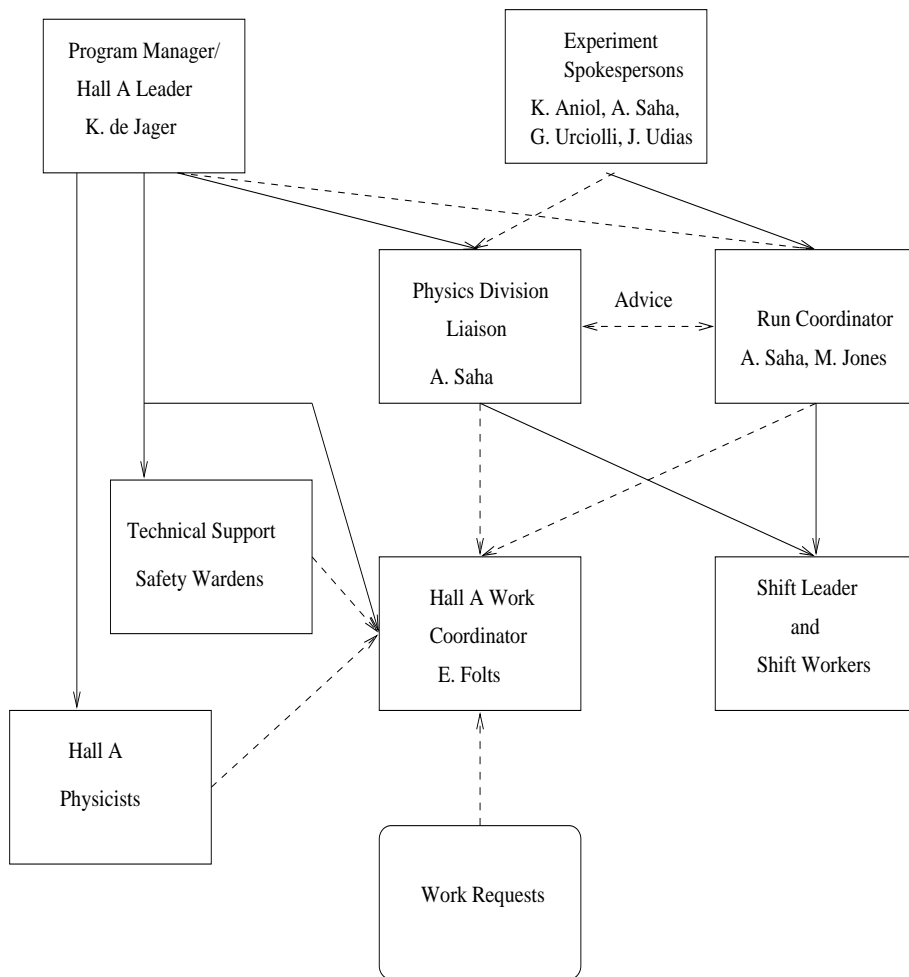 Program Manager/
Hall A Leader
K. de Jager
Experiment
Spokespersons
K. Aniol, A. Saha,
G. Urciolli, J. Udias
Physics Division
Liaison
A. Saha
Advice
Run Coordinator
A. Saha, M. Jones
Technical Support
Safety Wardens
Hall A Work
Coordinator
E. Folts
Shift Leader
and
Shift Workers
Hall A
Physicists
Work Requests